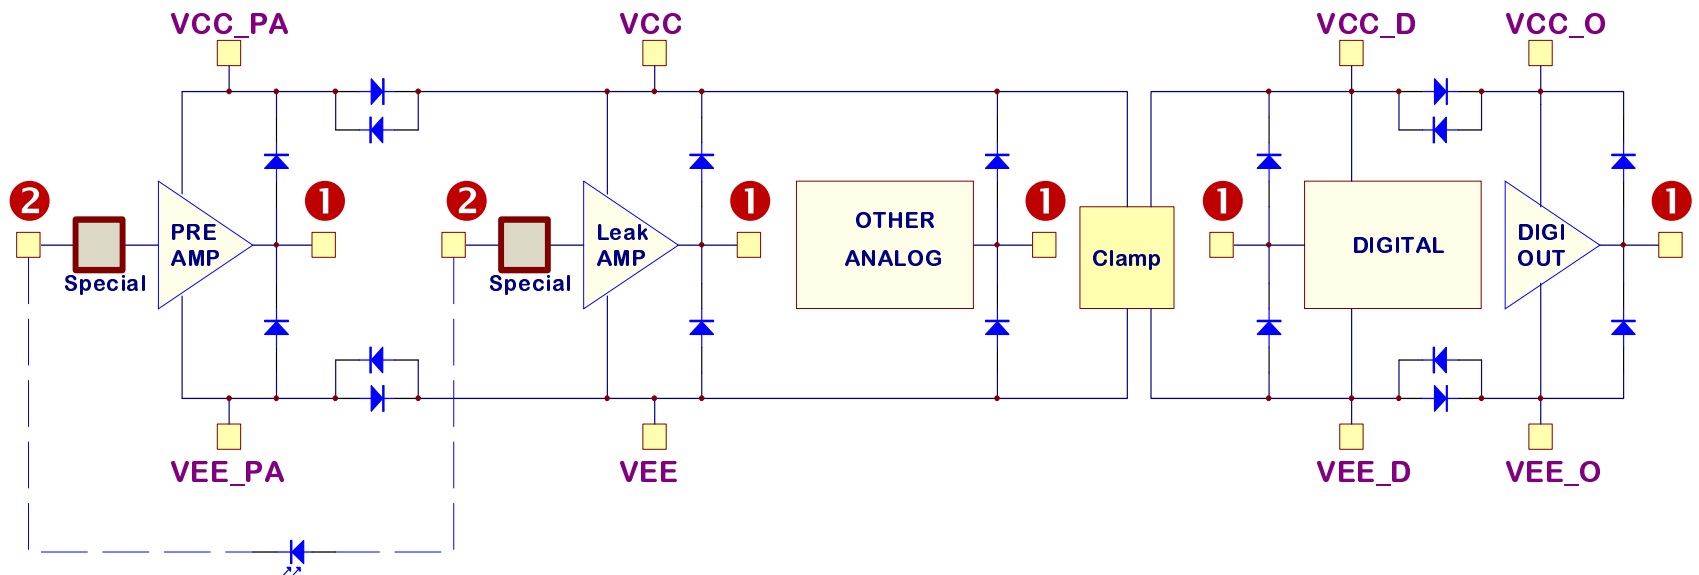 VCC_PA
VCC
VCC_D
VCC_O
2
1
2
1
1
1
1
PRE
AMP
Special
Leak
AMP
Special
OTHER
ANALOG
Clamp
DIGITAL
DIGI
OUT
VEE_PA
VEE
VEE_D
VEE_O